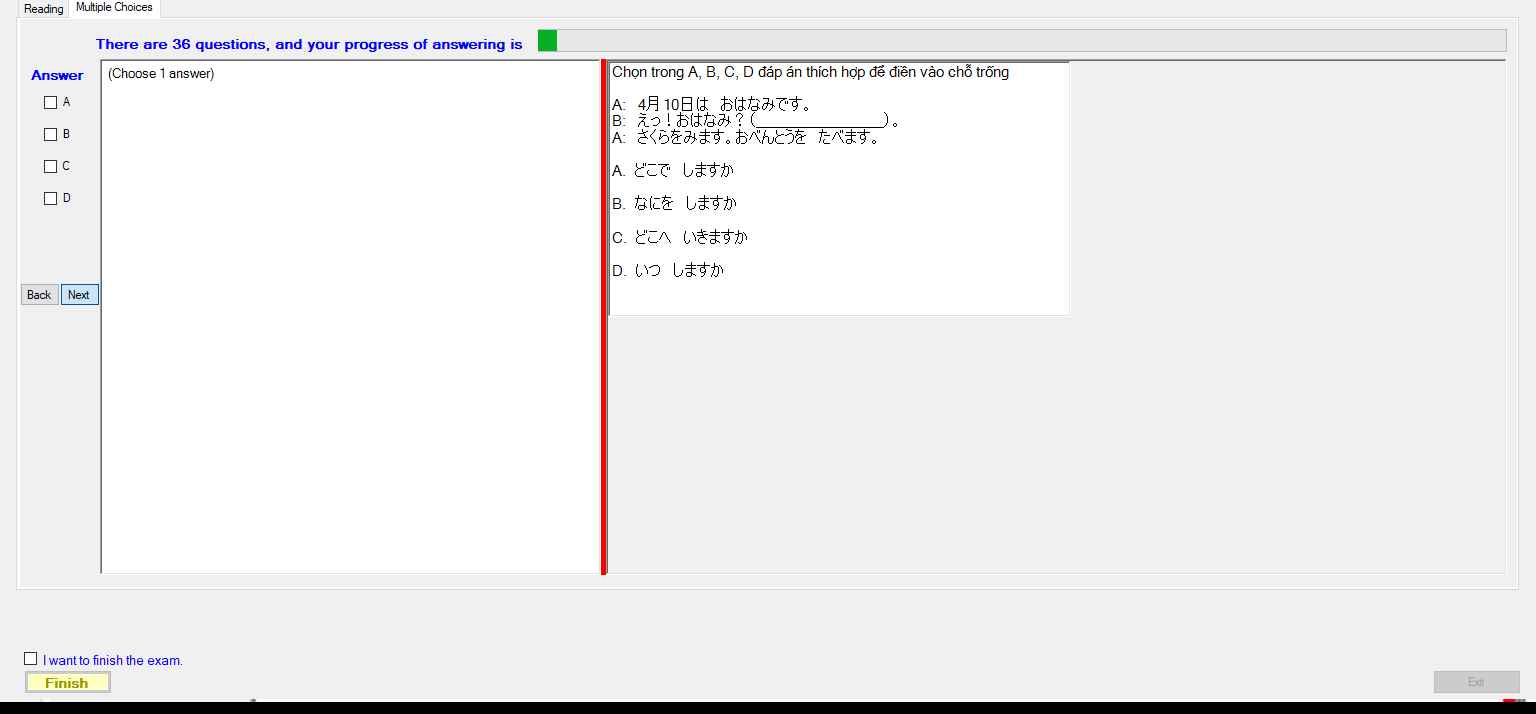 Reading
Multiple Choices
There are 36 questions, and your progress of answering is
Answer
A
B
C
D
Back
Next
(Choose 1 answer)
Chọn trong A, B, C, D đáp án thích hợp để điền vào chỗ trống
A: 4月10日は おはなみです。
B: えっ！おはなみ？(________________)。
A: さくらをみます。おべんとうを たべます。
A. どこで しますか
B. なにを しますか
C. どこへ いきますか
D. いつ しますか
I want to finish the exam.
Finish
Exit